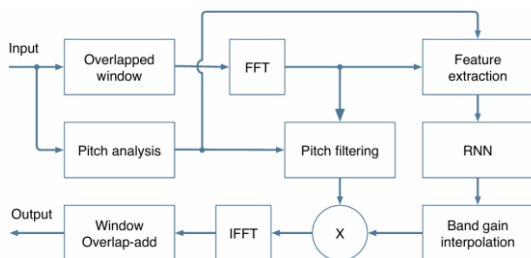 Input
Overlapped
window
FFT
Feature
extraction
Pitch analysis
Pitch filtering
RNN
Output
Window
Overlap-add
IFFT
X
Band gain
interpolation